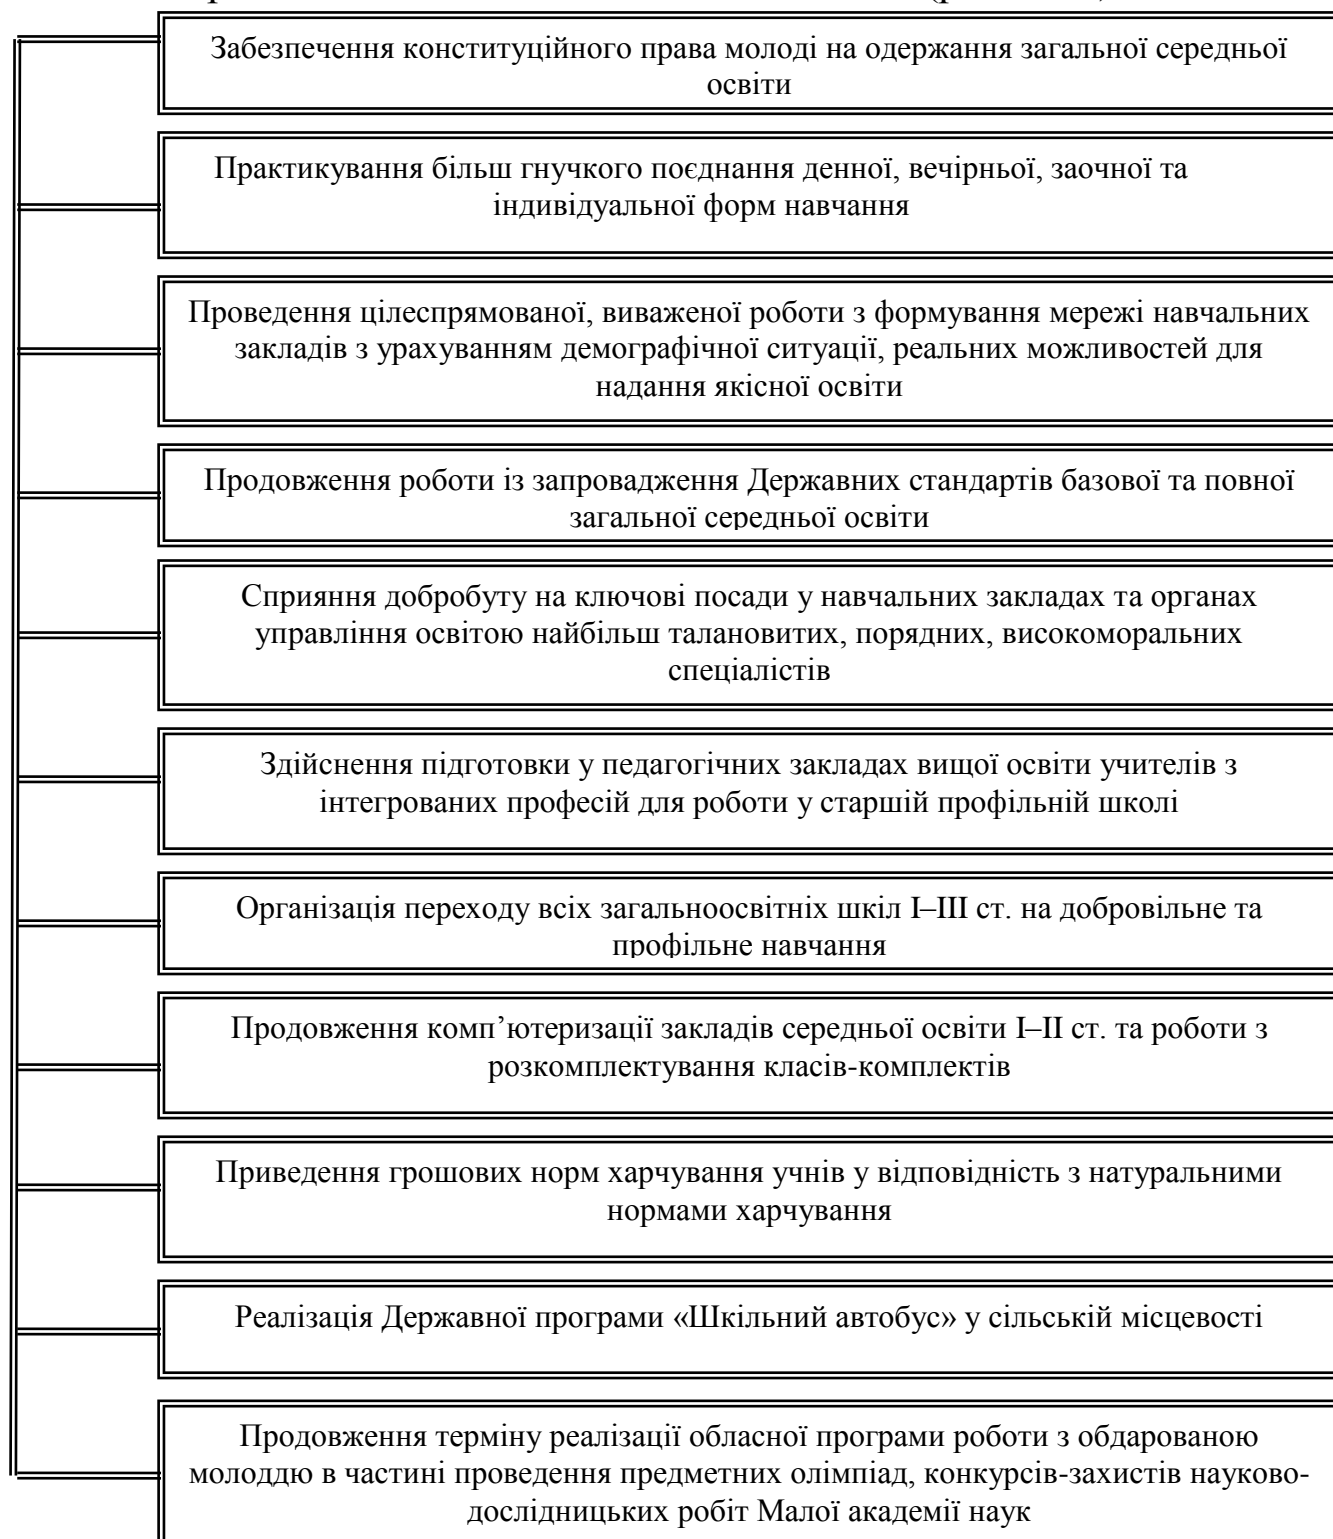 Забезпечення конституційного права молоді на одержання загальної середньої
освіти
Практикування більш гнучкого поєднання денної, вечірньої, заочної та
індивідуальної форм навчання
Проведення цілеспрямованої, виваженої роботи з формування мережі навчальних
закладів з урахуванням демографічної ситуації, реальних можливостей для
надання якісної освіти
Продовження роботи із запровадження Державних стандартів базової та повної
загальної середньої освіти
Сприяння добробуту на ключові посади у навчальних закладах та органах
управління освітою найбільш талановитих, порядних, високоморальних
спеціалістів
Здійснення підготовки у педагогічних закладах вищої освіти учителів з
інтегрованих професій для роботи у старшій профільній школі
Організація переходу всіх загальноосвітніх шкіл І–ІІІ ст. на добровільне та
профільне навчання
Продовження комп’ютеризації закладів середньої освіти І–ІІ ст. та роботи з
розкомплектування класів-комплектів
Приведення грошових норм харчування учнів у відповідність з натуральними
нормами харчування
Реалізація Державної програми «Шкільний автобус» у сільській місцевості
Продовження терміну реалізації обласної програми роботи з обдарованою
молоддю в частині проведення предметних олімпіад, конкурсів-захистів науково-
дослідницьких робіт Малої академії наук